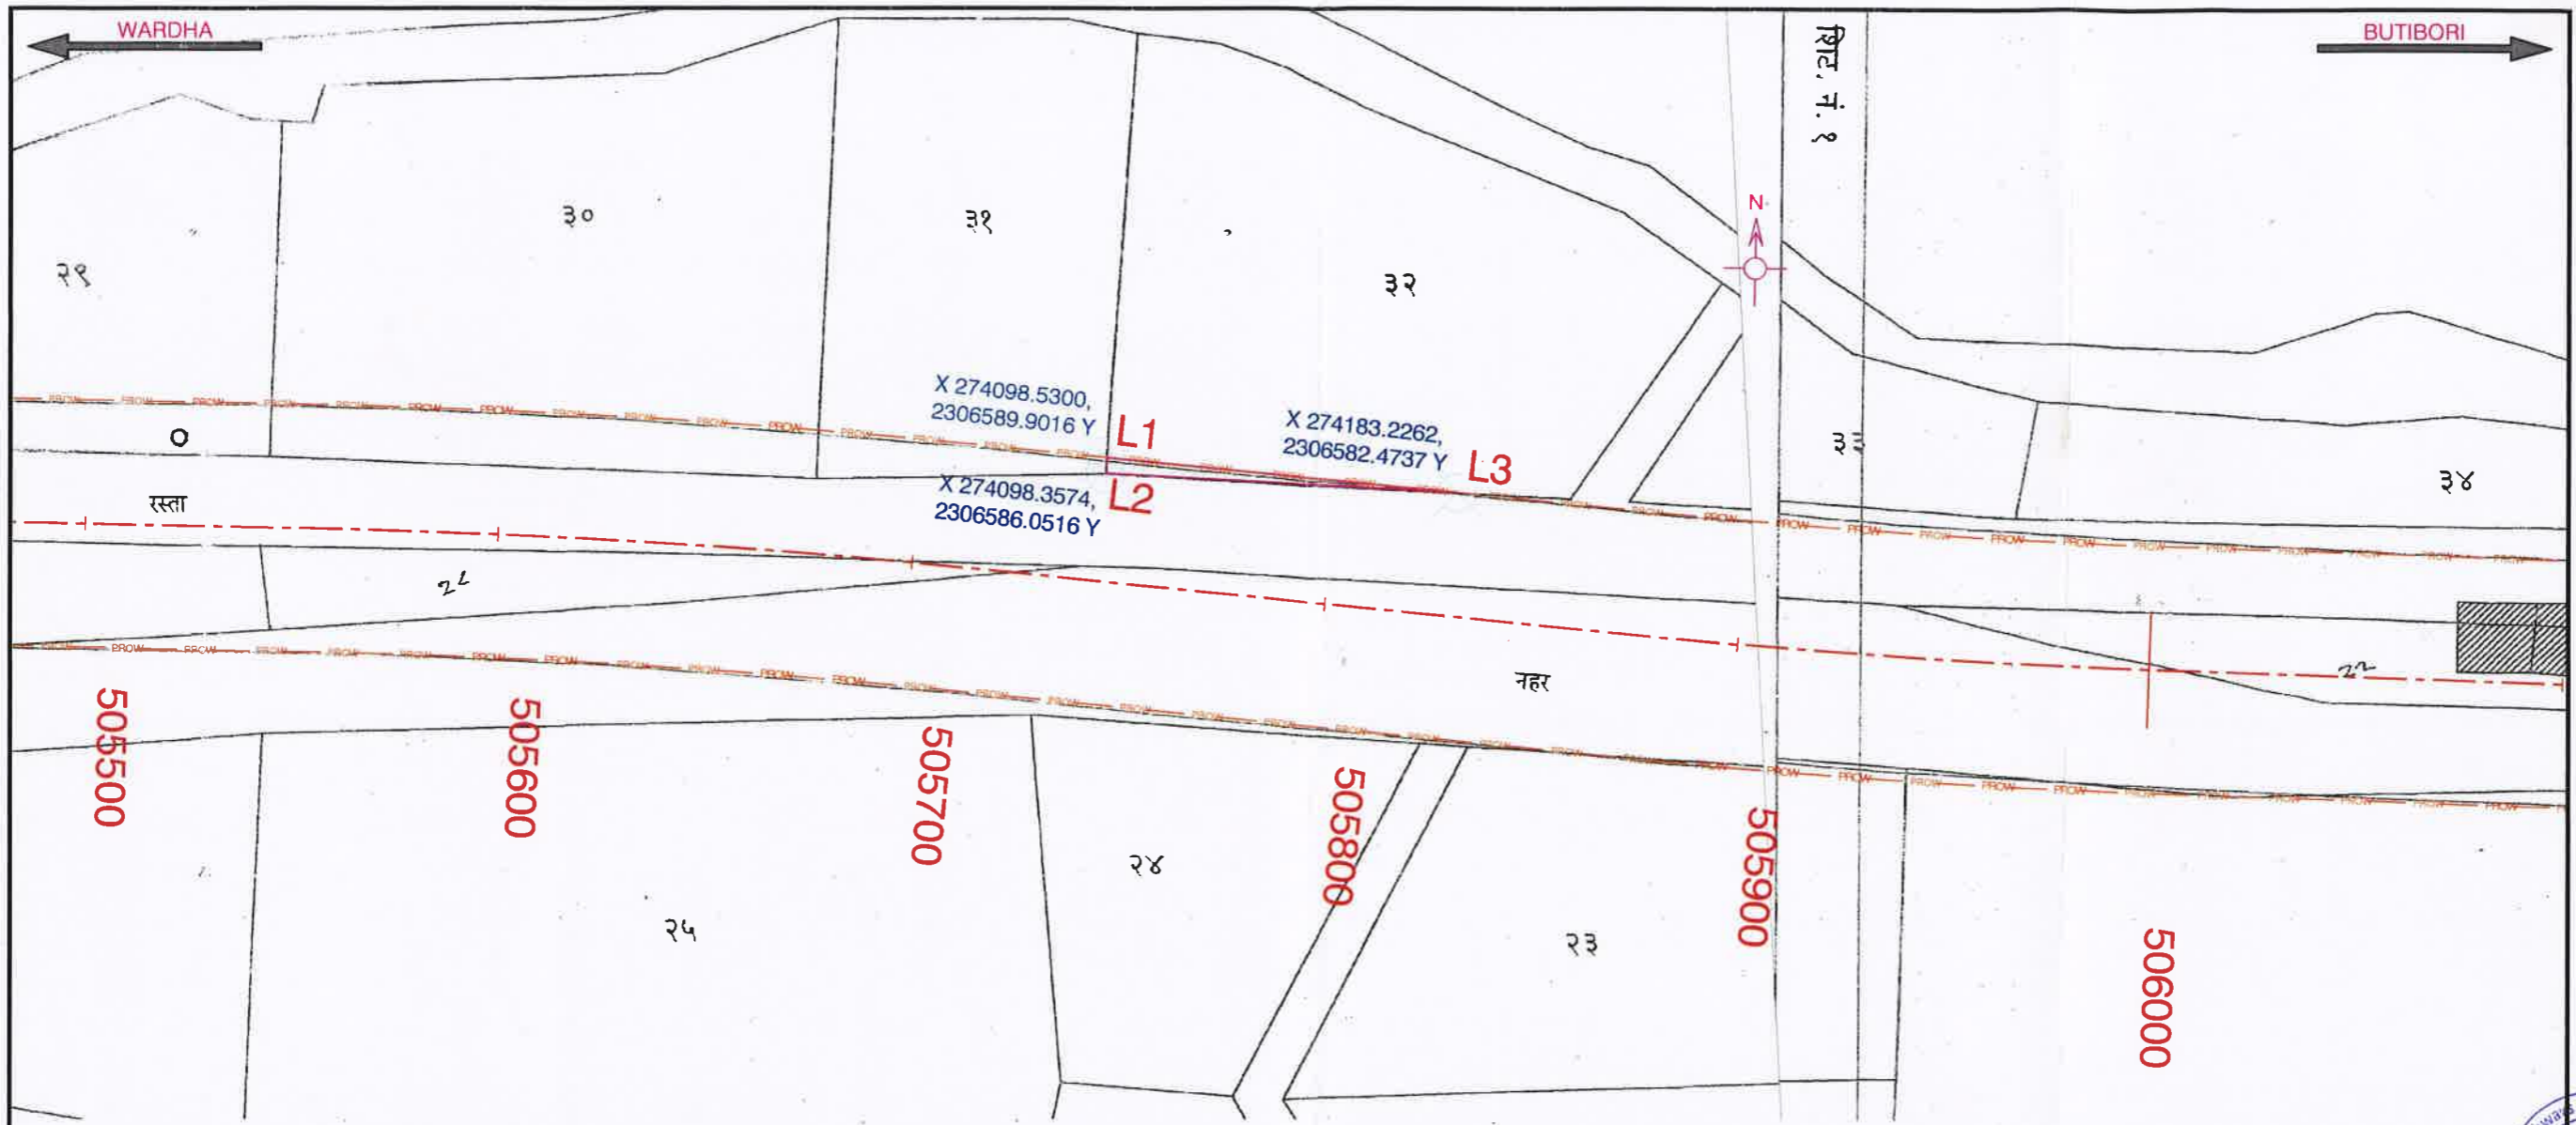 WARDHA
BUTIBORI
शिट. नं. १
N
२९
३०
३१
३२
३३
३४
X 274098.5300,
2306589.9016 Y
L1
X 274183.2262,
2306582.4737 Y
L3
X 274098.3574,
2306586.0516 Y
L2
रस्ता
नहर
505500
505600
505700
505800
505900
506000
२५
२४
२३
PROW